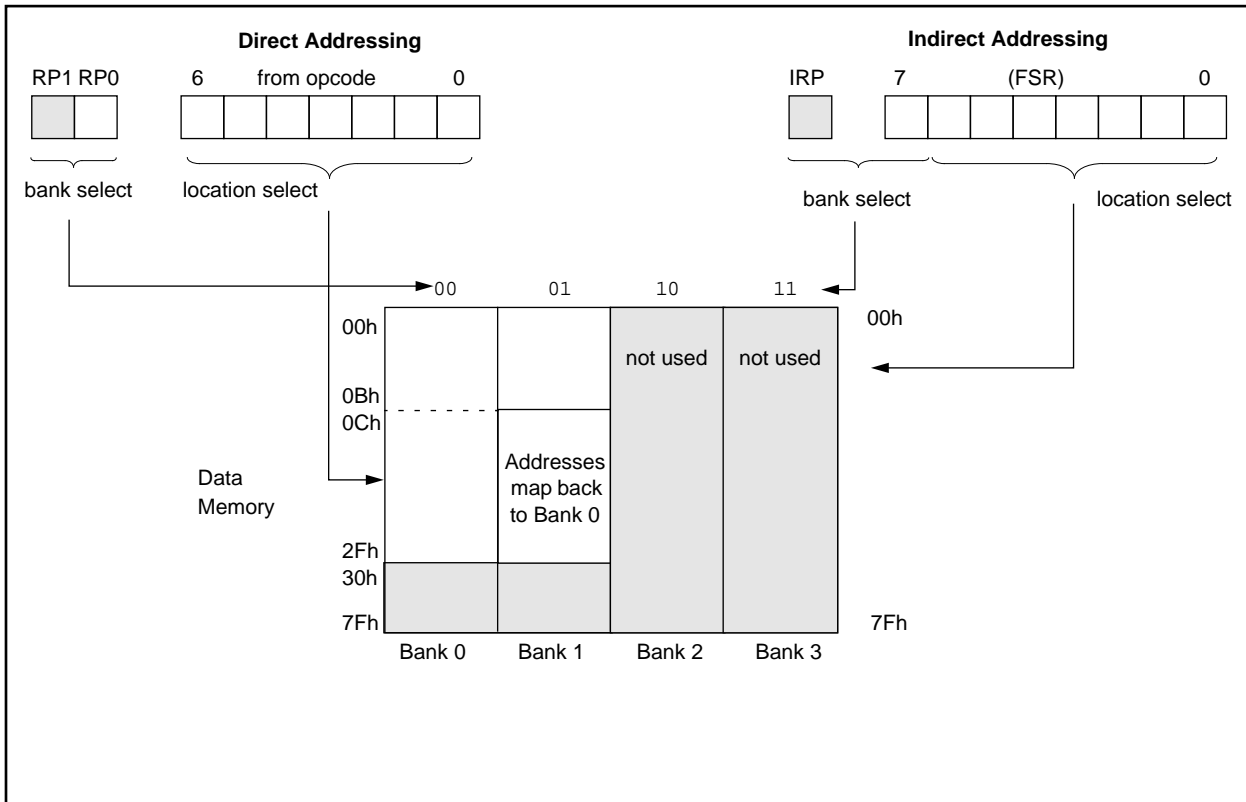 Direct Addressing
Indirect Addressing
RP1 RP0
6 from opcode 0
IRP
7 (FSR) 0
bank select
location select
bank select
location select
00 01 10 11
00h
00h
not used
not used
0Bh
0Ch
Data
Memory
Addresses
map back
to Bank 0
2Fh
30h
7Fh
7Fh
Bank 0
Bank 1
Bank 2
Bank 3